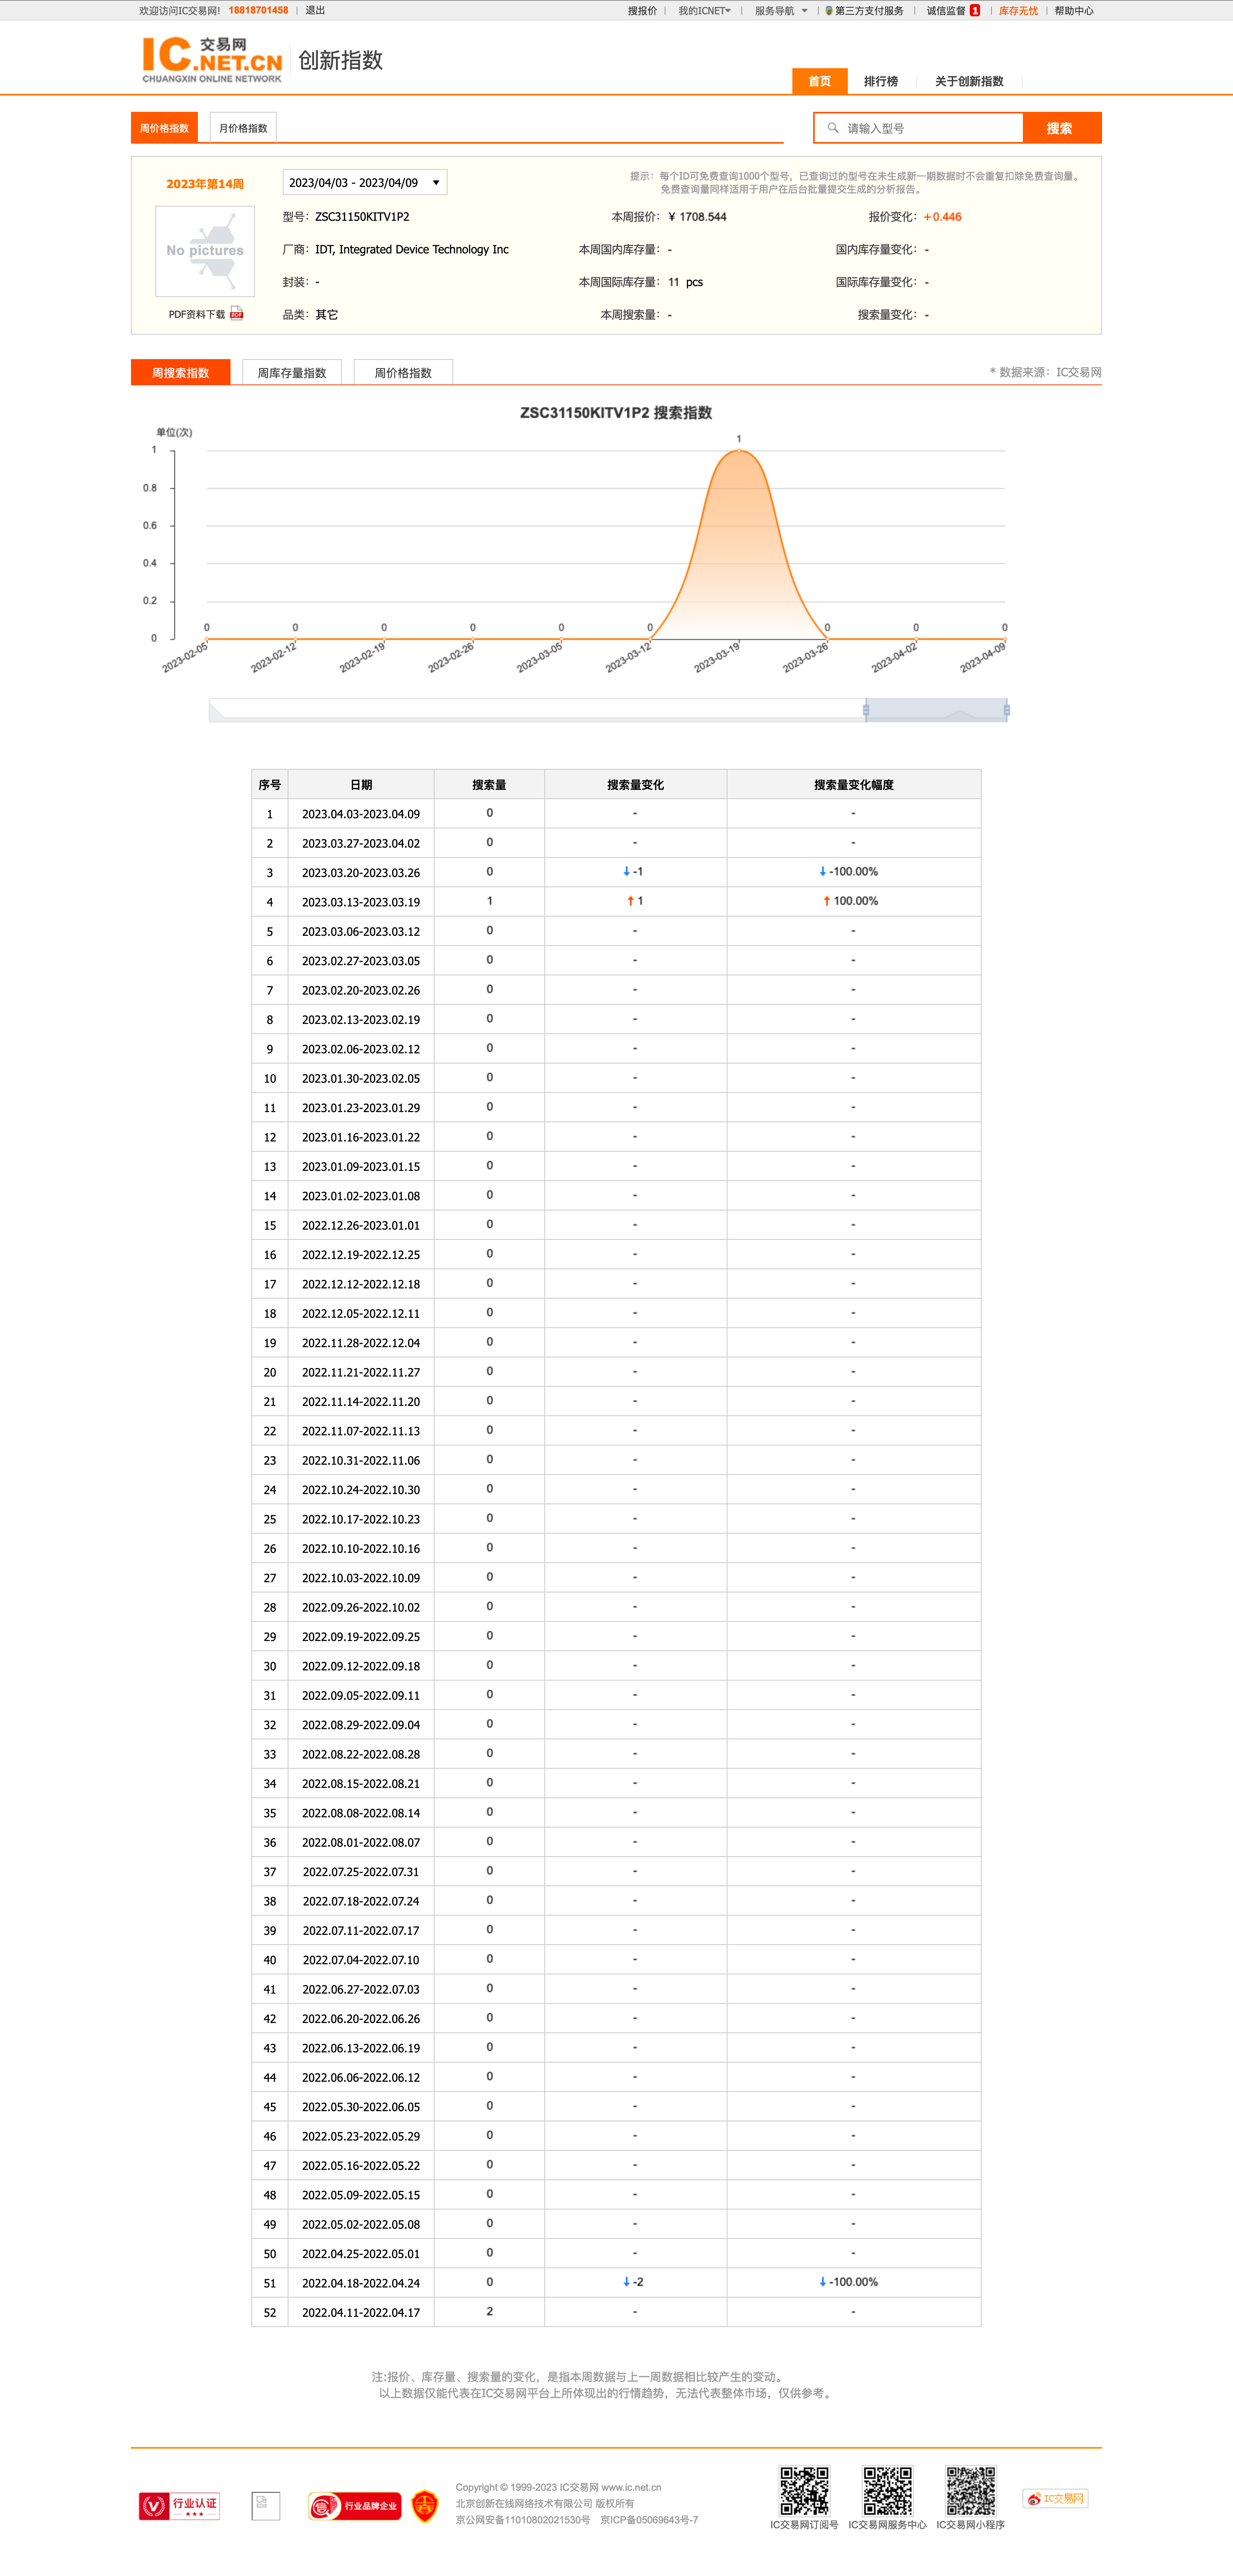 欢迎访问IC交易网! 18818701458 | 退出 搜报价 | 我的ICNET | 服务导航 | 第三方支付服务 | 诚信监督 1 | 库存无忧 | 帮助中心
IC 交易网 .NET.CN CHUANGXIN ONLINE NETWORK 创新指数
首页 排行榜 关于创新指数
周价格指数 月价格指数 请输入型号 搜索
2023年第14周 2023/04/03 - 2023/04/09 ▼ 提示：每个ID可免费查询1000个型号，已查询过的型号在未生成新一期数据时不会重复扣除免费查询量。
免费查询量同样适用于用户在后台批量提交生成的分析报告。
No pictures
型号：ZSC31150KITV1P2 本周报价：¥ 1708.544 报价变化：+0.446
厂商：IDT, Integrated Device Technology Inc 本周国内库存量：- 国内库存量变化：-
封装：- 本周国际库存量：11 pcs 国际库存量变化：-
PDF资料下载 PDF 品类：其它 本周搜索量：- 搜索量变化：-
周搜索指数 周库存量指数 周价格指数 * 数据来源：IC交易网
ZSC31150KITV1P2 搜索指数
单位(次)
1
0.8
0.6
0.4
0.2
0
0 0 0 0 0 0 1 0 0 0
2023-02-05 2023-02-12 2023-02-19 2023-02-26 2023-03-05 2023-03-12 2023-03-19 2023-03-26 2023-04-02 2023-04-09
序号 日期 搜索量 搜索量变化 搜索量变化幅度
1 2023.04.03-2023.04.09 0 - -
2 2023.03.27-2023.04.02 0 - -
3 2023.03.20-2023.03.26 0 ↓ -1 ↓ -100.00%
4 2023.03.13-2023.03.19 1 ↑ 1 ↑ 100.00%
5 2023.03.06-2023.03.12 0 - -
6 2023.02.27-2023.03.05 0 - -
7 2023.02.20-2023.02.26 0 - -
8 2023.02.13-2023.02.19 0 - -
9 2023.02.06-2023.02.12 0 - -
10 2023.01.30-2023.02.05 0 - -
11 2023.01.23-2023.01.29 0 - -
12 2023.01.16-2023.01.22 0 - -
13 2023.01.09-2023.01.15 0 - -
14 2023.01.02-2023.01.08 0 - -
15 2022.12.26-2023.01.01 0 - -
16 2022.12.19-2022.12.25 0 - -
17 2022.12.12-2022.12.18 0 - -
18 2022.12.05-2022.12.11 0 - -
19 2022.11.28-2022.12.04 0 - -
20 2022.11.21-2022.11.27 0 - -
21 2022.11.14-2022.11.20 0 - -
22 2022.11.07-2022.11.13 0 - -
23 2022.10.31-2022.11.06 0 - -
24 2022.10.24-2022.10.30 0 - -
25 2022.10.17-2022.10.23 0 - -
26 2022.10.10-2022.10.16 0 - -
27 2022.10.03-2022.10.09 0 - -
28 2022.09.26-2022.10.02 0 - -
29 2022.09.19-2022.09.25 0 - -
30 2022.09.12-2022.09.18 0 - -
31 2022.09.05-2022.09.11 0 - -
32 2022.08.29-2022.09.04 0 - -
33 2022.08.22-2022.08.28 0 - -
34 2022.08.15-2022.08.21 0 - -
35 2022.08.08-2022.08.14 0 - -
36 2022.08.01-2022.08.07 0 - -
37 2022.07.25-2022.07.31 0 - -
38 2022.07.18-2022.07.24 0 - -
39 2022.07.11-2022.07.17 0 - -
40 2022.07.04-2022.07.10 0 - -
41 2022.06.27-2022.07.03 0 - -
42 2022.06.20-2022.06.26 0 - -
43 2022.06.13-2022.06.19 0 - -
44 2022.06.06-2022.06.12 0 - -
45 2022.05.30-2022.06.05 0 - -
46 2022.05.23-2022.05.29 0 - -
47 2022.05.16-2022.05.22 0 - -
48 2022.05.09-2022.05.15 0 - -
49 2022.05.02-2022.05.08 0 - -
50 2022.04.25-2022.05.01 0 - -
51 2022.04.18-2022.04.24 0 ↓ -2 ↓ -100.00%
52 2022.04.11-2022.04.17 2 - -
注:报价、库存量、搜索量的变化，是指本周数据与上一周数据相比较产生的变动。
以上数据仅能代表在IC交易网平台上所体现出的行情趋势，无法代表整体市场，仅供参考。
行业认证 行业品牌企业
Copyright © 1999-2023 IC交易网 www.ic.net.cn
北京创新在线网络技术有限公司 版权所有
京公网安备11010802021530号 京ICP备05069643号-7
IC交易网订阅号 IC交易网服务中心 IC交易网小程序
IC交易网